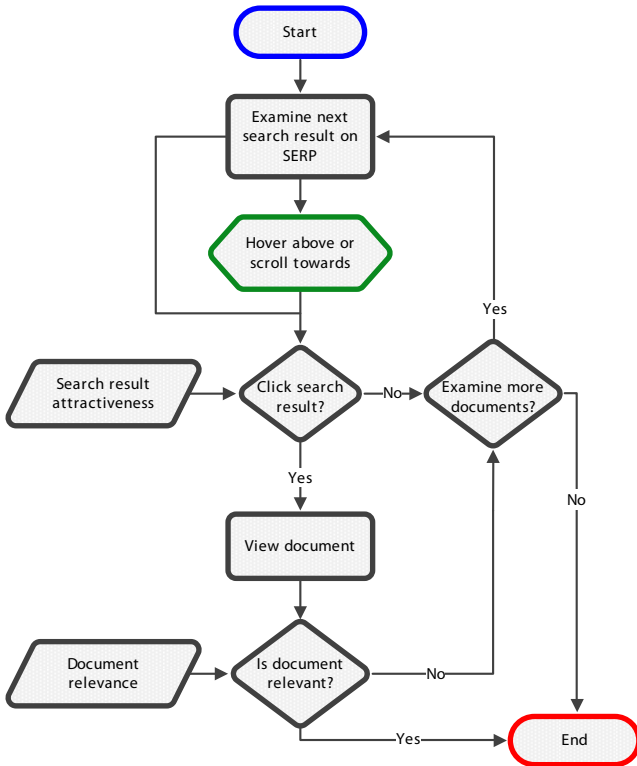 Start
Examine next
search result on
SERP
Hover above or
scroll towards
Yes
Search result
attractiveness
Click search
result?
No
Examine more
documents?
Yes
No
View document
Document
relevance
Is document
relevant?
No
Yes
End